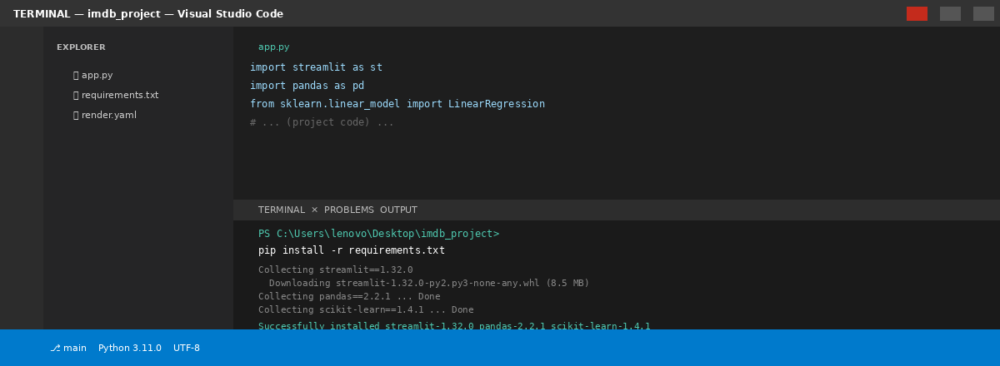 TERMINAL — imdb_project — Visual Studio Code
EXPLORER
app.py
requirements.txt
render.yaml
app.py
import streamlit as st
import pandas as pd
from sklearn.linear_model import LinearRegression
# ... (project code) ...
TERMINAL × PROBLEMS OUTPUT
PS C:\Users\lenovo\Desktop\imdb_project>
pip install -r requirements.txt
Collecting streamlit==1.32.0
Downloading streamlit-1.32.0-py2.py3-none-any.whl (8.5 MB)
Collecting pandas==2.2.1 ... Done
Collecting scikit-learn==1.4.1 ... Done
Successfully installed streamlit-1.32.0 pandas-2.2.1 scikit-learn-1.4.1
⎇ main Python 3.11.0 UTF-8